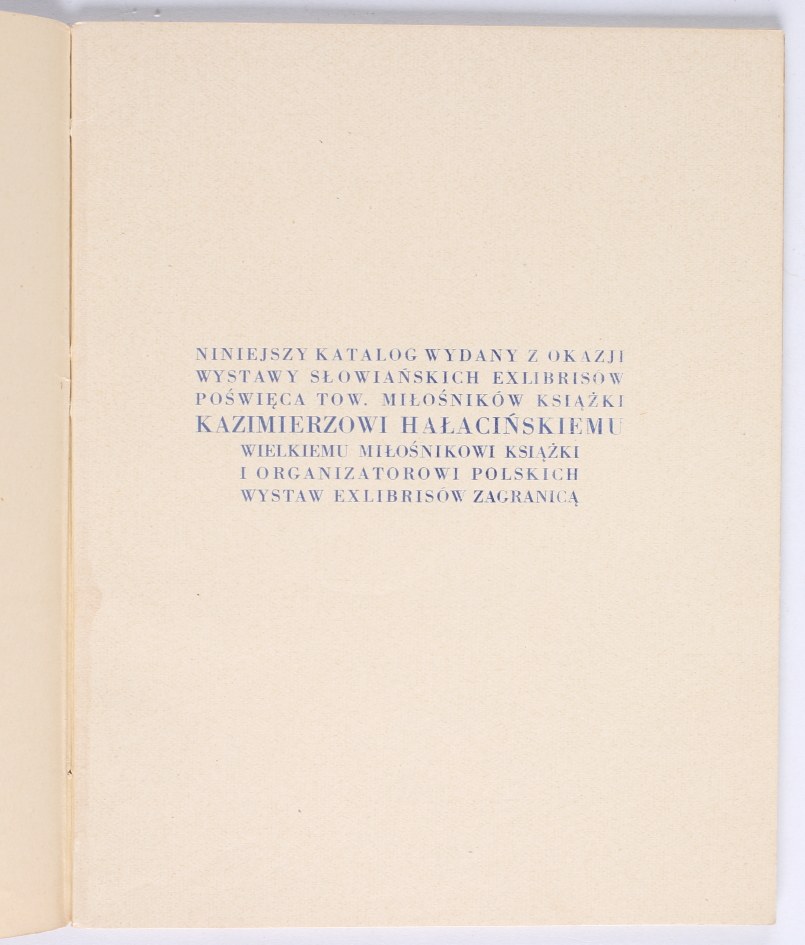 NINIEJSZY KATALOG WYDANY Z OKAZJI
WYSTAWY SŁOWIAŃSKICH EXLIBRISOW
POŚWIĘCA TOW. MIŁOŚNIKÓW KSIĄŻKI
KAZIMIERZOWI HAŁACIŃSKIEMU
WIELKIEMU MIŁOŚNIKOWI KSIĄŻKI
I ORGANIZATOROWI POLSKICH
WYSTAW EXLIBRISÓW ZAGRANICĄ